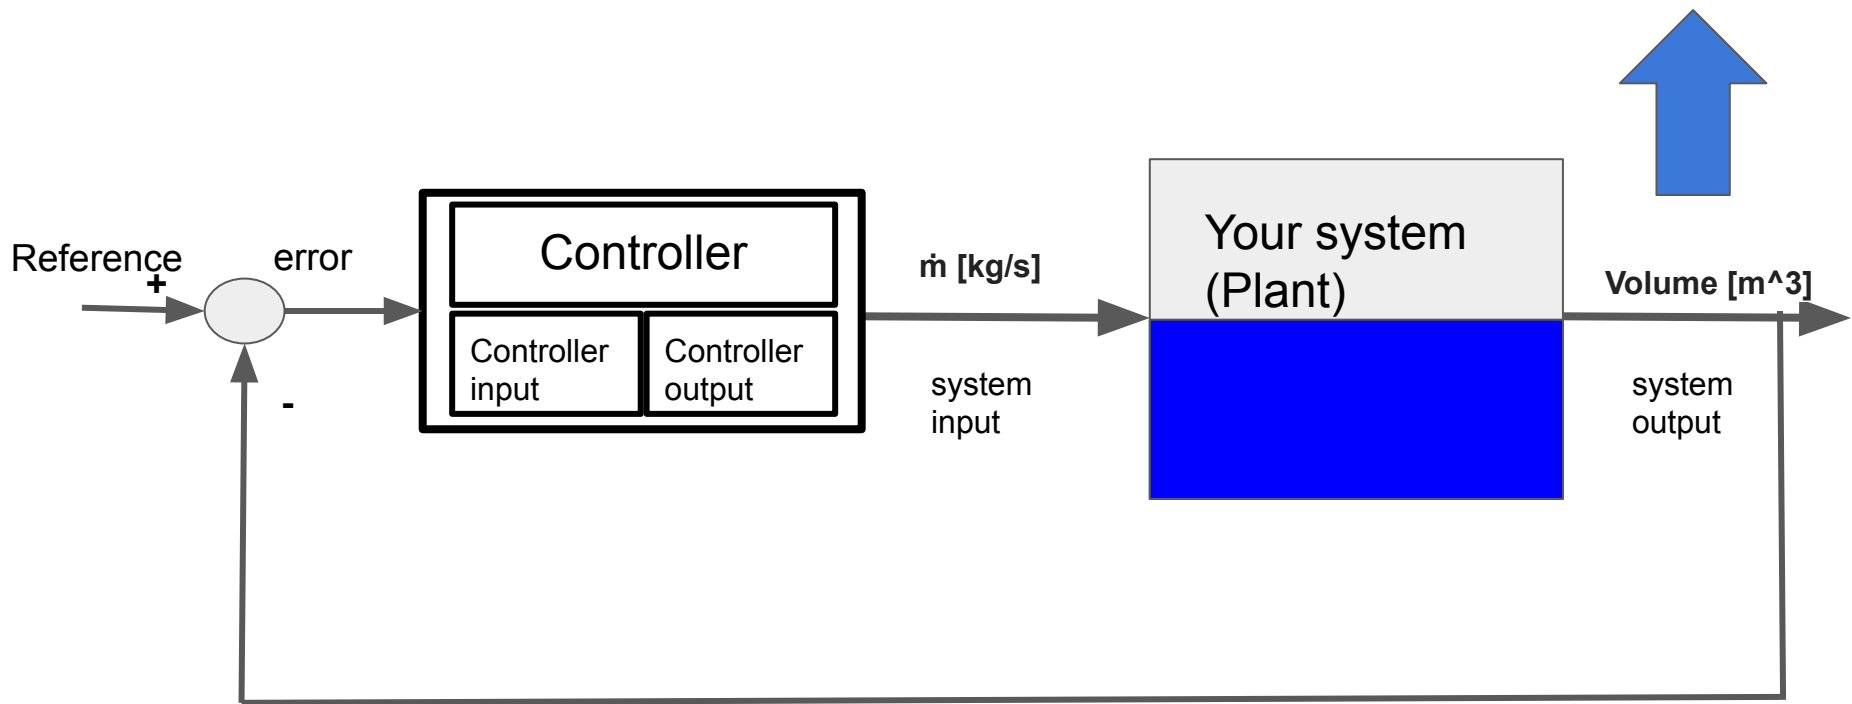 Reference
+
error
-
Controller
Controller
input
Controller
output
ṁ [kg/s]
system
input
Your system
(Plant)
Volume [m^3]
system
output